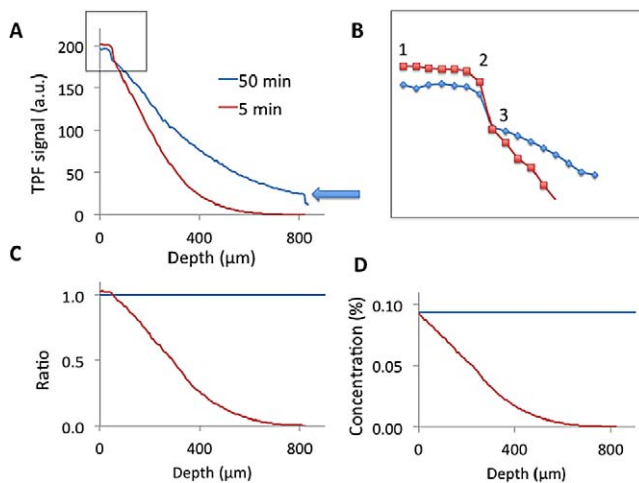 A
200
150
100
50
0
TPF signal (a.u.)
50 min
5 min
0 400 800
Depth (μm)
B
1
2
3
C
1.0
0.5
0.0
Ratio
0 400 800
Depth (μm)
D
0.10
0.05
0.00
Concentration (%)
0 400 800
Depth (μm)